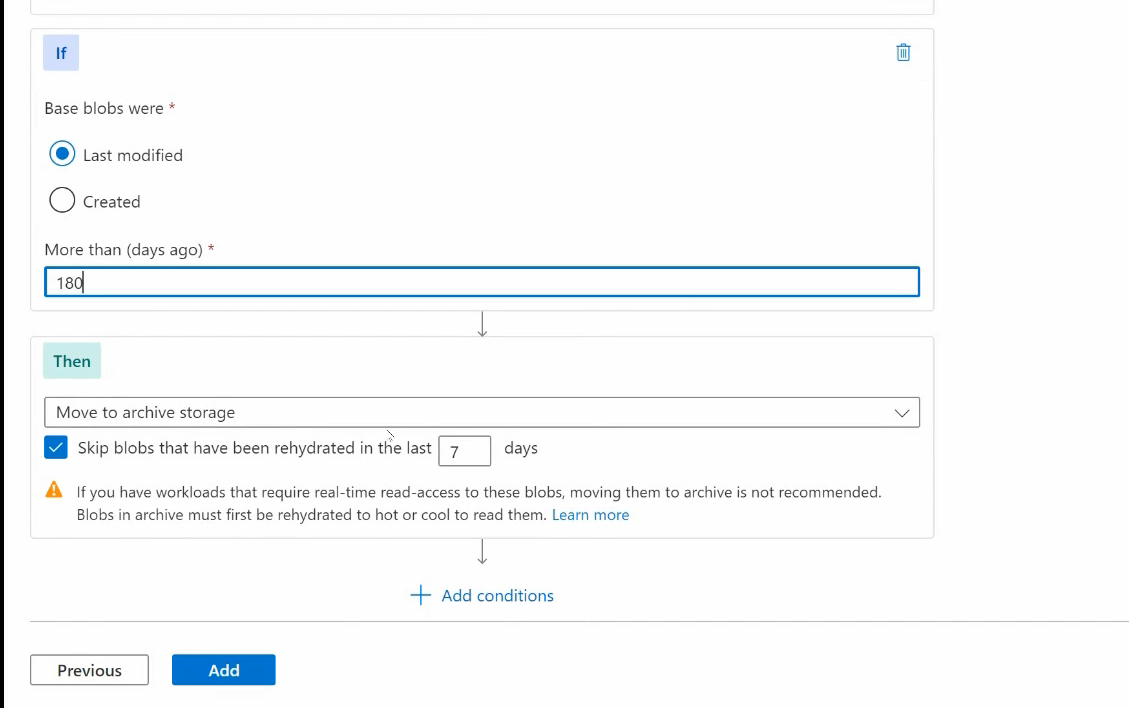 If
Base blobs were *
Last modified
Created
More than (days ago) *
180
Then
Move to archive storage
Skip blobs that have been rehydrated in the last 7 days
If you have workloads that require real-time read-access to these blobs, moving them to archive is not recommended.
Blobs in archive must first be rehydrated to hot or cool to read them. Learn more
Add conditions
Previous Add